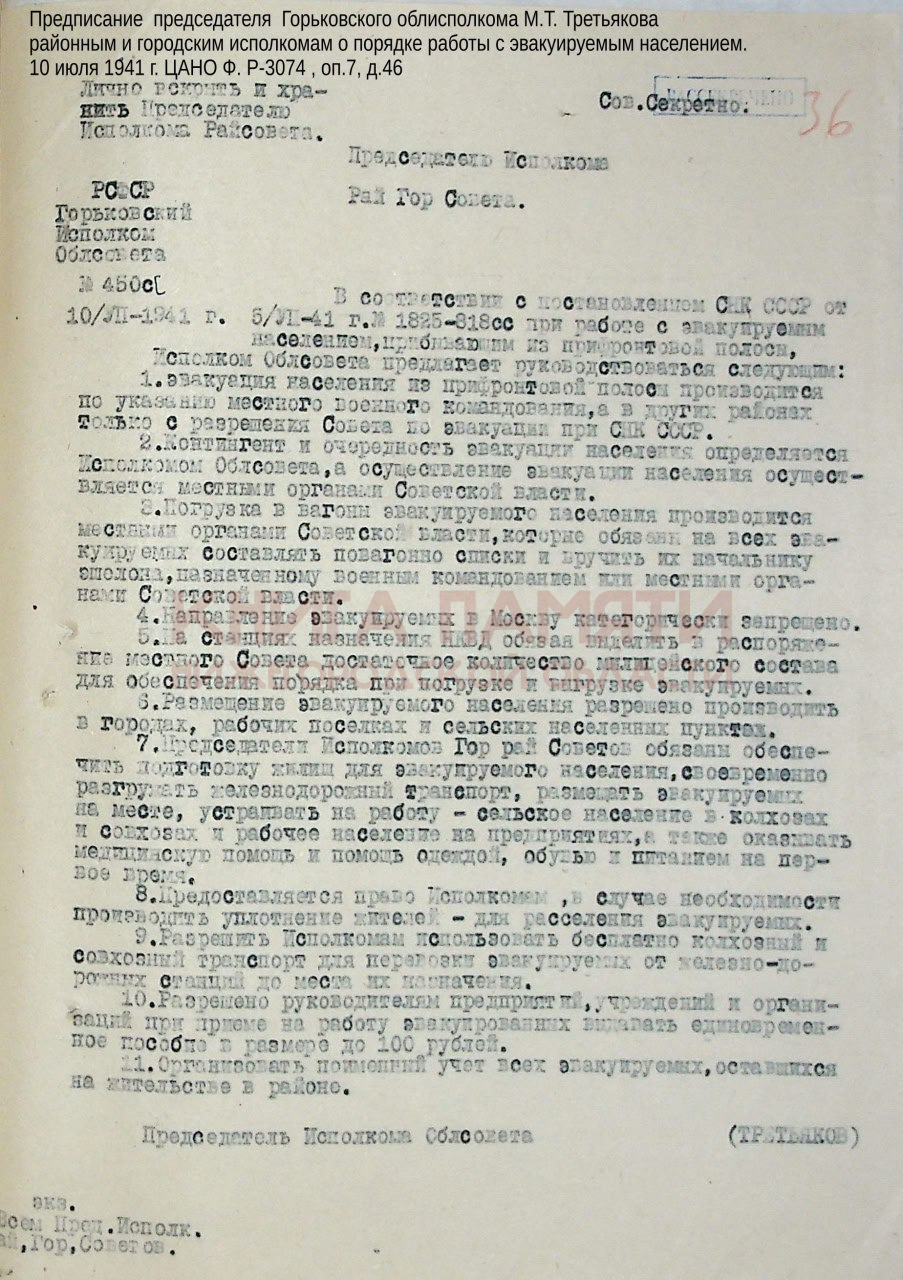 Предписание председателя Горьковского облисполкома М.Т. Третьякова
районным и городским исполкомам о порядке работы с эвакуируемым населением.
10 июля 1941 г. ЦАНО Ф. Р-3074 , оп.7, д.46
Лично вскрыть и хра-
нить Председателю
Исполкома Райсовета.
РАССЕКРЕЧЕНО
Сов.Секретно.
36
Председателю Исполкома
Рай Гор Совета.
РСФСР
Горьковский
Исполком
Облсовета
№ 450с
10/УП-1941 г.
В соответствии с постановлением СНК СССР от
5/УП-41 г.№ 1825-818сс при работе с эвакуируемым
населением,прибывающим из прифронтовой полосы,
Исполком Облсовета предлагает руководствоваться следующим:
1.эвакуация населения из прифронтовой полосы производится
по указанию местного военного командования,а в других районах
только с разрешения Совета по эвакуации при СНК СССР.
2.Контингент и очередность эвакуации населения определяется
Исполкомом Облсовета,а осуществление эвакуации населения осущест-
вляется местными органами Советской власти.
3.Погрузка в вагоны эвакуируемого населения производится
местными органами Советской власти,которые обязаны на всех эва-
куируемых составлять повагонно списки и вручить их начальнику
эшелона,назначенному военным командованием или местными орга-
нами Советской власти.
4.Направление эвакуируемых в Москву категорически запрещено.
5.На станциях назначения НКВД обязан выделить в распоряже-
ние местного Совета достаточное количество милицейского состава
для обеспечения порядка при погрузке и выгрузке эвакуируемых.
6.Размещение эвакуируемого населения разрешено производить
в городах, рабочих поселках и сельских населенных пунктах.
7.Председатели Исполкомов Гор рай Советов обязаны обеспе-
чить подготовку жилищ для эвакуируемого населения,своевременно
разгружать железнодорожный транспорт, размещать эвакуируемых
на месте, устраивать на работу - сельское население в колхозах
и совхозах и рабочее население на предприятиях,а также оказывать
медицинскую помощь и помощь одеждой, обувью и питанием на пер-
вое время.
8.Предоставляется право Исполкомам ,в случае необходимости
производить уплотнение жителей - для расселения эвакуируемых.
9.Разрешить Исполкомам использовать бесплатно колхозный и
совхозный транспорт для перевозки эвакуируемых от железно-до-
рожных станций до места их назначения.
10.Разрешено руководителям предприятий,учреждений и органи-
заций при приеме на работу эвакуированных выдавать единовремен-
ное пособие в размере до 100 рублей.
11.Организовать поименный учет всех эвакуируемых,оставшихся
на жительстве в районе.
Председатель Исполкома Облсовета (ТРЕТЬЯКОВ)
экз.
Всем Пред.Исполк.
ай,Гор,Советов.